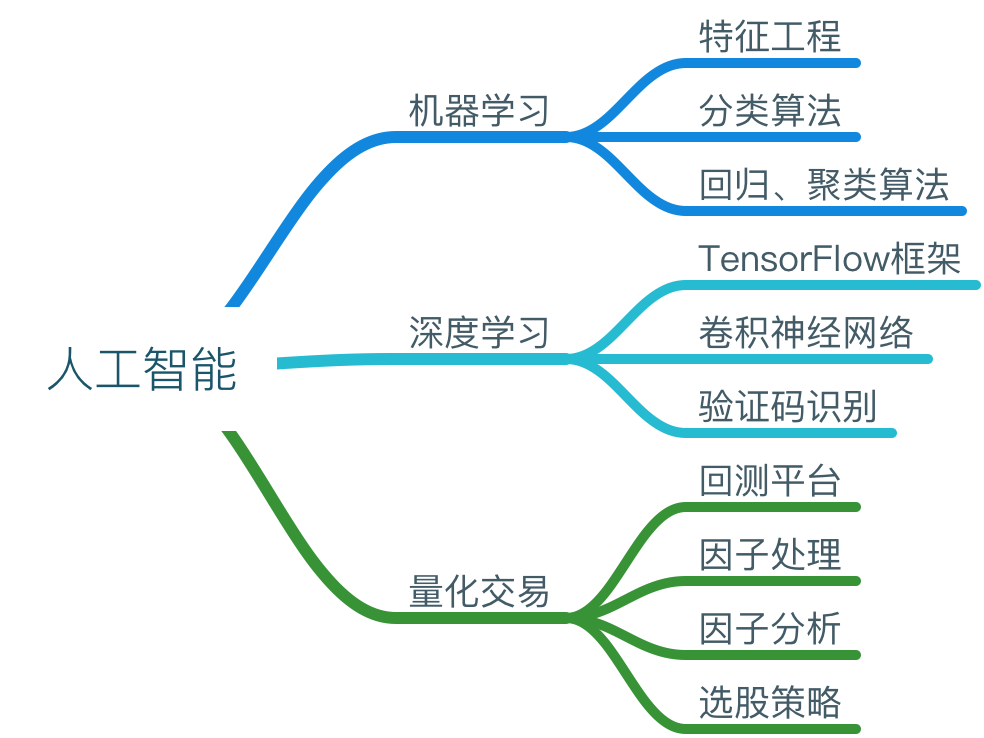 人工智能
机器学习
特征工程
分类算法
回归、聚类算法
深度学习
TensorFlow框架
卷积神经网络
验证码识别
量化交易
回测平台
因子处理
因子分析
选股策略